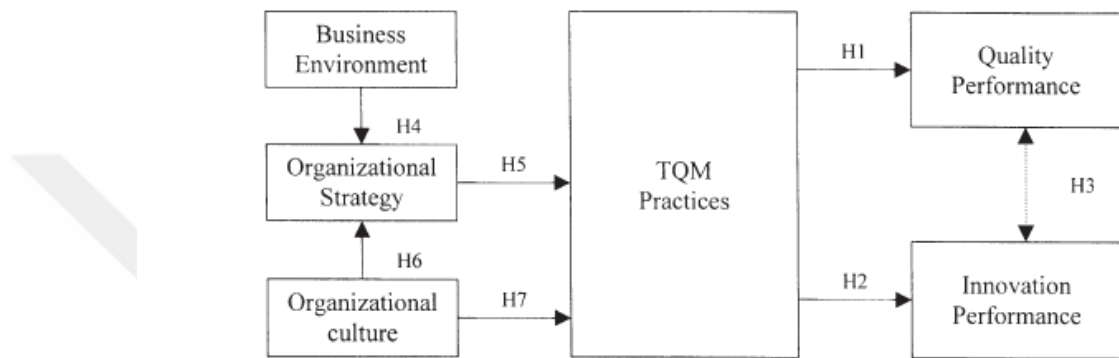 Business
Environment
H4
Organizational
Strategy
H5
H6
Organizational
culture
H7
TQM
Practices
H1
Quality
Performance
H3
H2
Innovation
Performance